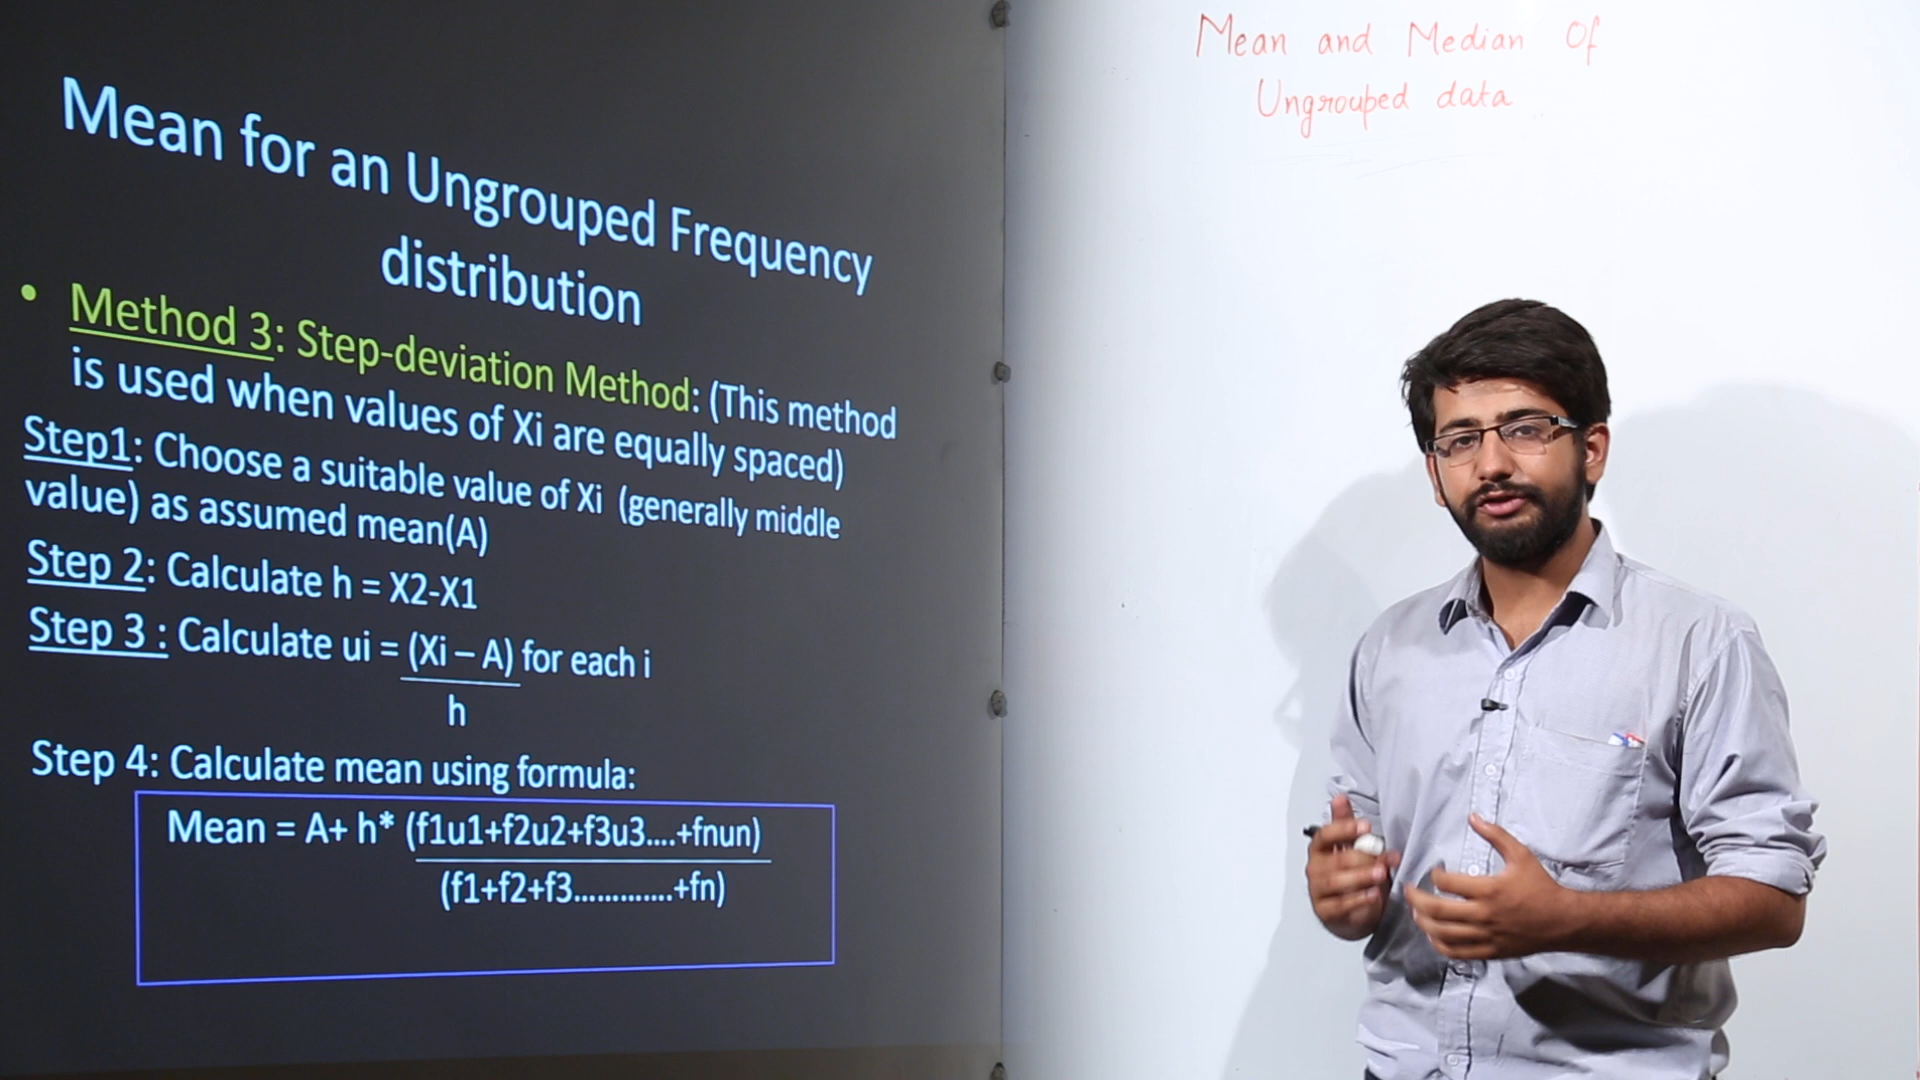 Mean for an Ungrouped Frequency
distribution
• Method 3: Step-deviation Method: (This method
is used when values of Xi are equally spaced)
Step1: Choose a suitable value of Xi (generally middle
value) as assumed mean(A)
Step 2: Calculate h = X2-X1
Step 3 : Calculate ui = (Xi – A) for each i
h
Step 4: Calculate mean using formula:
Mean = A+ h* (f1u1+f2u2+f3u3....+fnun)
(f1+f2+f3.............+fn)
Mean and Median Of
Ungrouped data